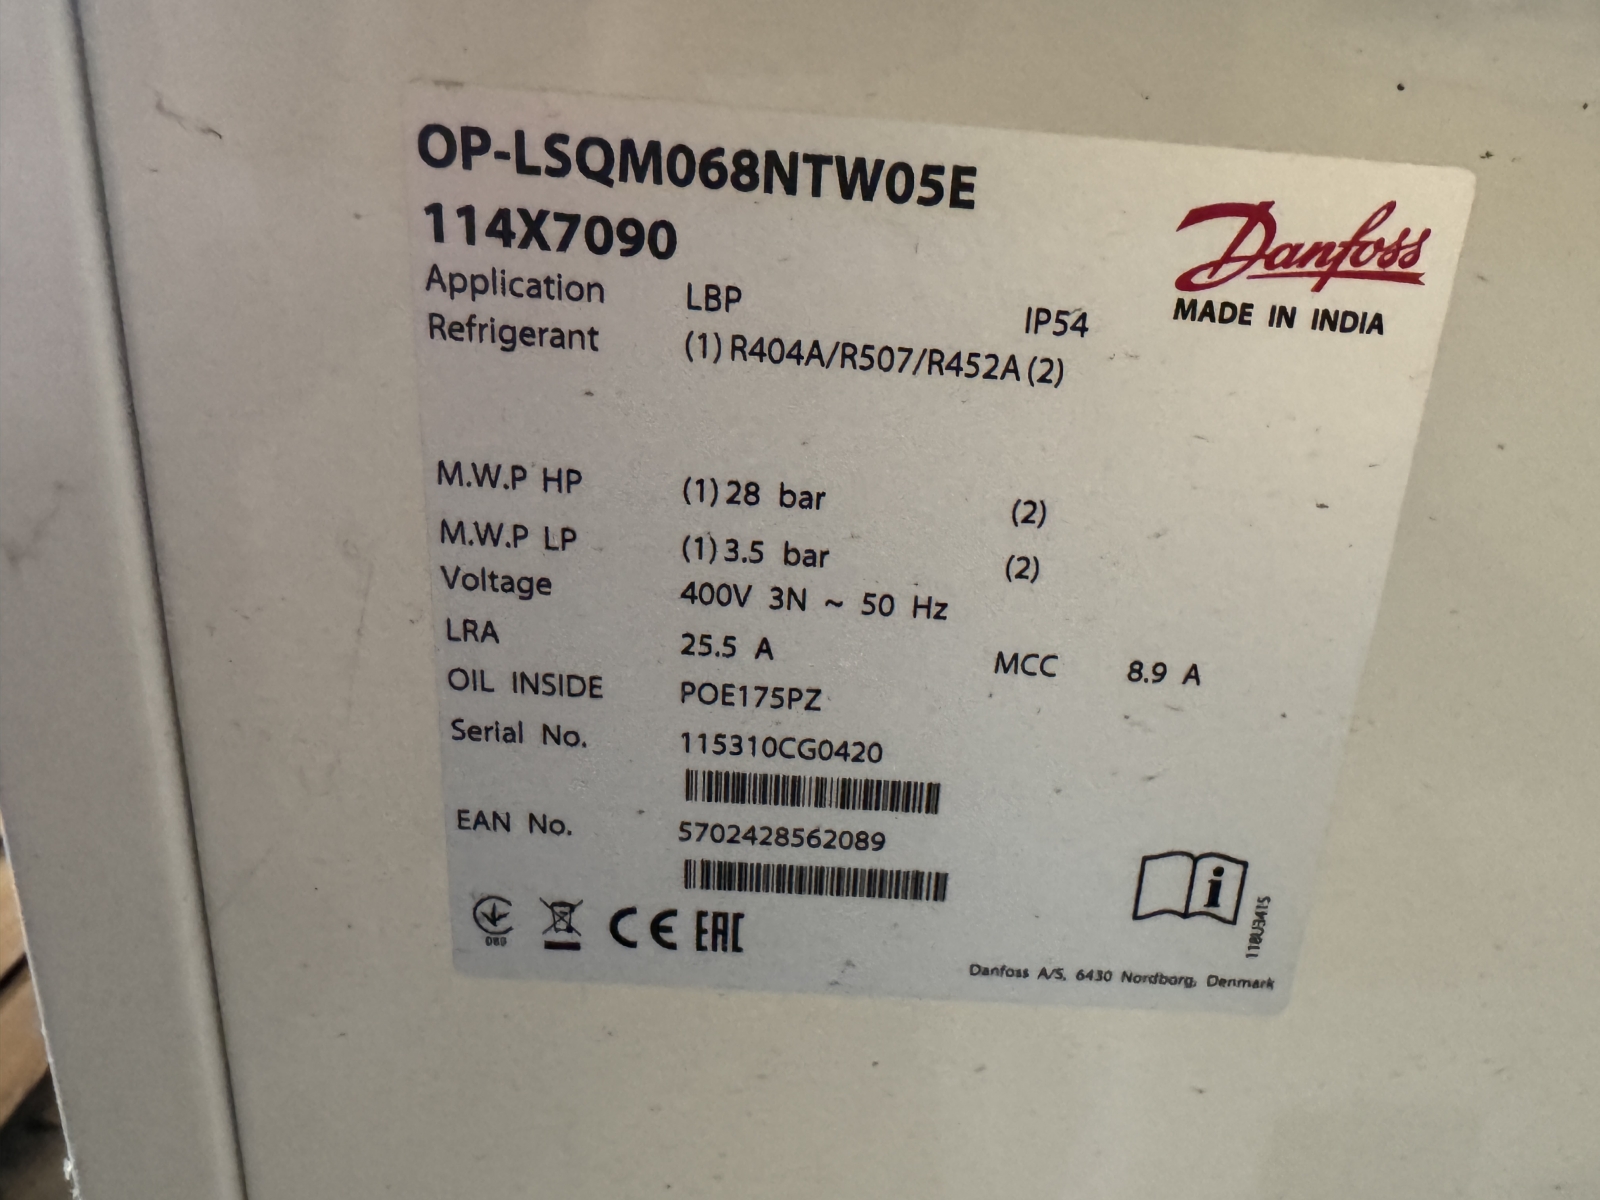 OP-LSQM068NTW05E
114X7090
Danfoss
MADE IN INDIA
Application LBP IP54
Refrigerant (1) R404A/R507/R452A (2)
M.W.P HP (1) 28 bar (2)
M.W.P LP (1) 3.5 bar (2)
Voltage 400V 3N ~ 50 Hz
LRA 25.5 A MCC 8.9 A
OIL INSIDE POE175PZ
Serial No. 115310CG0420
EAN No. 5702428562089
089
CE EAC
i
118U3415
Danfoss A/S, 6430 Nordborg, Denmark